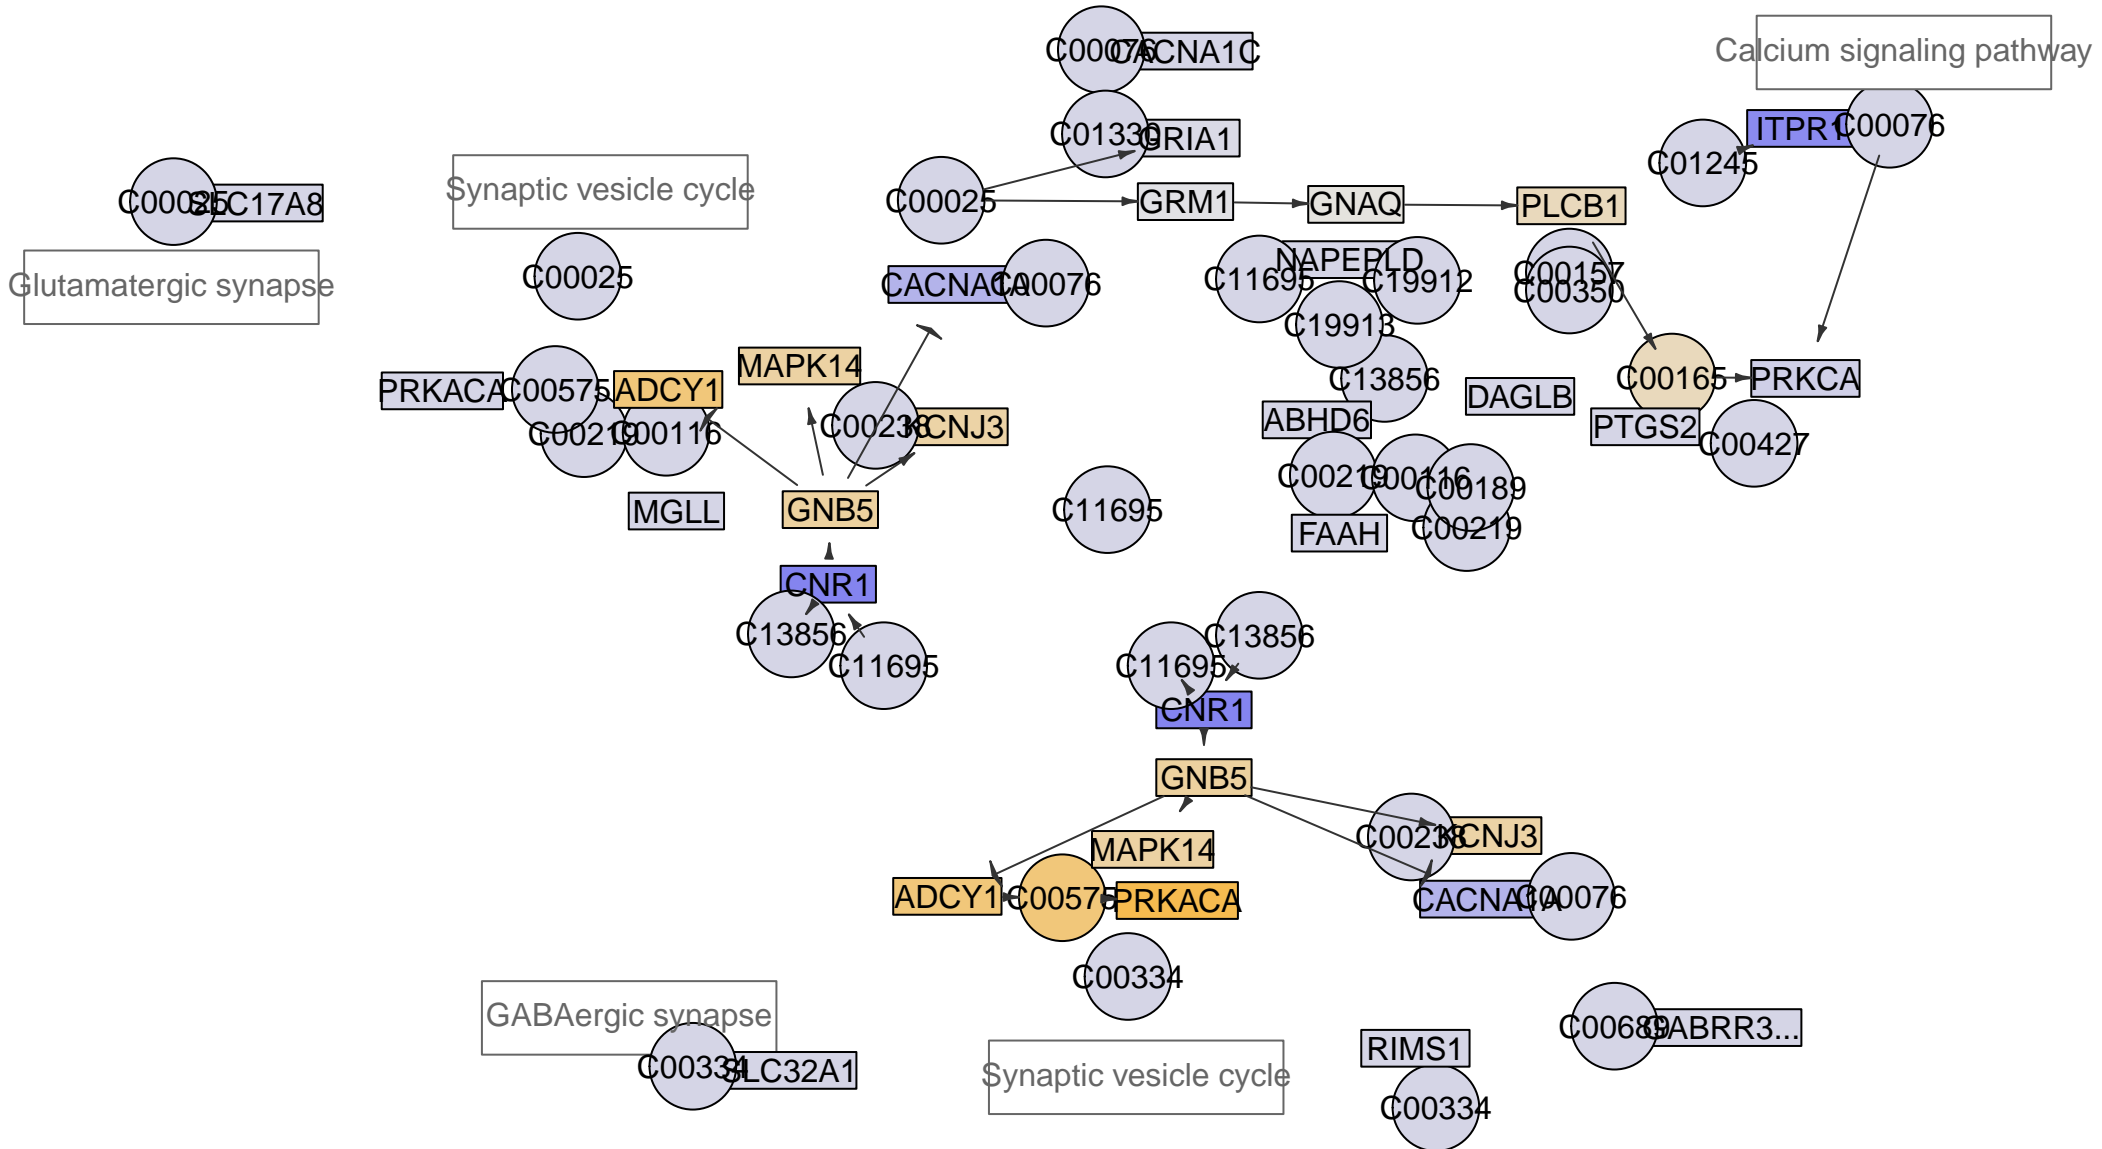 C00076
CACNA1C
Calcium signaling pathway
C01330
GRIA1
ITPR1
C00076
C01245
Synaptic vesicle cycle
C00025
SLC17A8
C00025
GRM1
GNAQ
PLCB1
Glutamatergic synapse
C00025
CACNA1A
C00076
C11695
NAPEPLD
C19912
C00157
C00350
C19913
MAPK14
PRKACA
C00575
ADCY1
C13856
DAGLB
C00165
PRKCA
C00219
C00116
C00238
KCNJ3
ABHD6
PTGS2
C00427
MGLL
GNB5
C11695
C00219
C00116
C00189
FAAH
C00219
CNR1
C13856
C11695
C11695
C13856
CNR1
GNB5
MAPK14
C00238
KCNJ3
ADCY1
C00575
PRKACA
CACNA1A
C00076
C00334
GABAergic synapse
C00689
GABRR3...
C00334
SLC32A1
Synaptic vesicle cycle
RIMS1
C00334